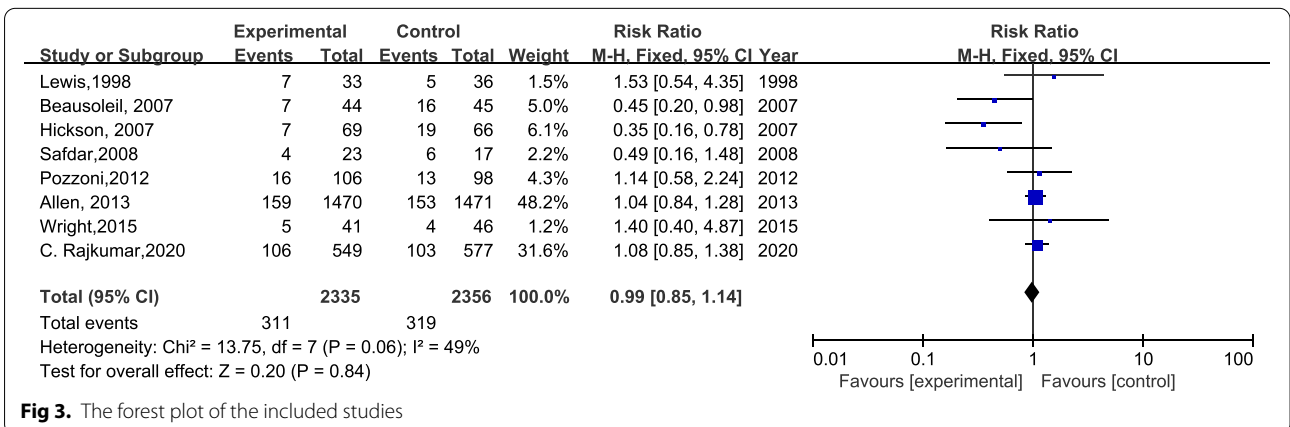 Experimental Control Risk Ratio Risk Ratio
Study or Subgroup Events Total Events Total Weight M-H. Fixed. 95% CI Year M-H. Fixed. 95% CI
Lewis,1998 7 33 5 36 1.5% 1.53 [0.54, 4.35] 1998
Beausoleil, 2007 7 44 16 45 5.0% 0.45 [0.20, 0.98] 2007
Hickson, 2007 7 69 19 66 6.1% 0.35 [0.16, 0.78] 2007
Safdar,2008 4 23 6 17 2.2% 0.49 [0.16, 1.48] 2008
Pozzoni,2012 16 106 13 98 4.3% 1.14 [0.58, 2.24] 2012
Allen, 2013 159 1470 153 1471 48.2% 1.04 [0.84, 1.28] 2013
Wright,2015 5 41 4 46 1.2% 1.40 [0.40, 4.87] 2015
C. Rajkumar,2020 106 549 103 577 31.6% 1.08 [0.85, 1.38] 2020
Total (95% CI) 2335 2356 100.0% 0.99 [0.85, 1.14]
Total events 311 319
Heterogeneity: Chi² = 13.75, df = 7 (P = 0.06); I² = 49%
Test for overall effect: Z = 0.20 (P = 0.84)
0.01 0.1 1 10 100
Favours [experimental] Favours [control]
Fig 3. The forest plot of the included studies